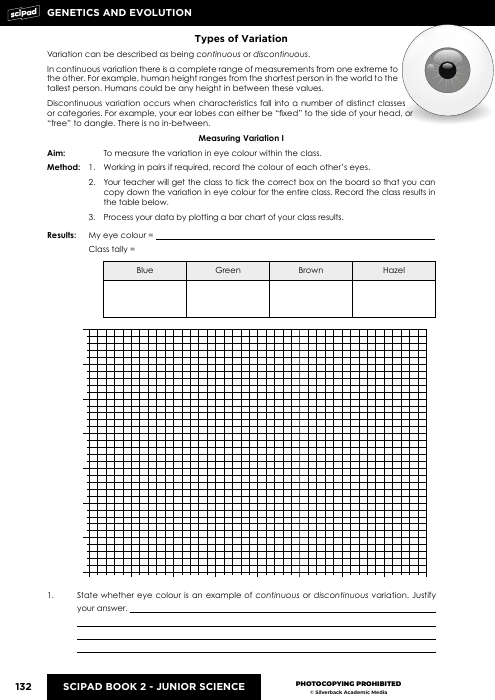 scipad GENETICS AND EVOLUTION
Types of Variation
Variation can be described as being continuous or discontinuous.
In continuous variation there is a complete range of measurements from one extreme to
the other. For example, human height ranges from the shortest person in the world to the
tallest person. Humans could be any height in between these values.
Discontinuous variation occurs when characteristics fall into a number of distinct classes
or categories. For example, your ear lobes can either be “fixed” to the side of your head, or
“free” to dangle. There is no in-between.
Measuring Variation I
Aim: To measure the variation in eye colour within the class.
Method: 1. Working in pairs if required, record the colour of each other’s eyes.
2. Your teacher will get the class to tick the correct box on the board so that you can
copy down the variation in eye colour for the entire class. Record the class results in
the table below.
3. Process your data by plotting a bar chart of your class results.
Results: My eye colour =
Class tally =
Blue Green Brown Hazel
1. State whether eye colour is an example of continuous or discontinuous variation. Justify
your answer.
132 SCIPAD BOOK 2 - JUNIOR SCIENCE PHOTOCOPYING PROHIBITED
© Silverback Academic Media